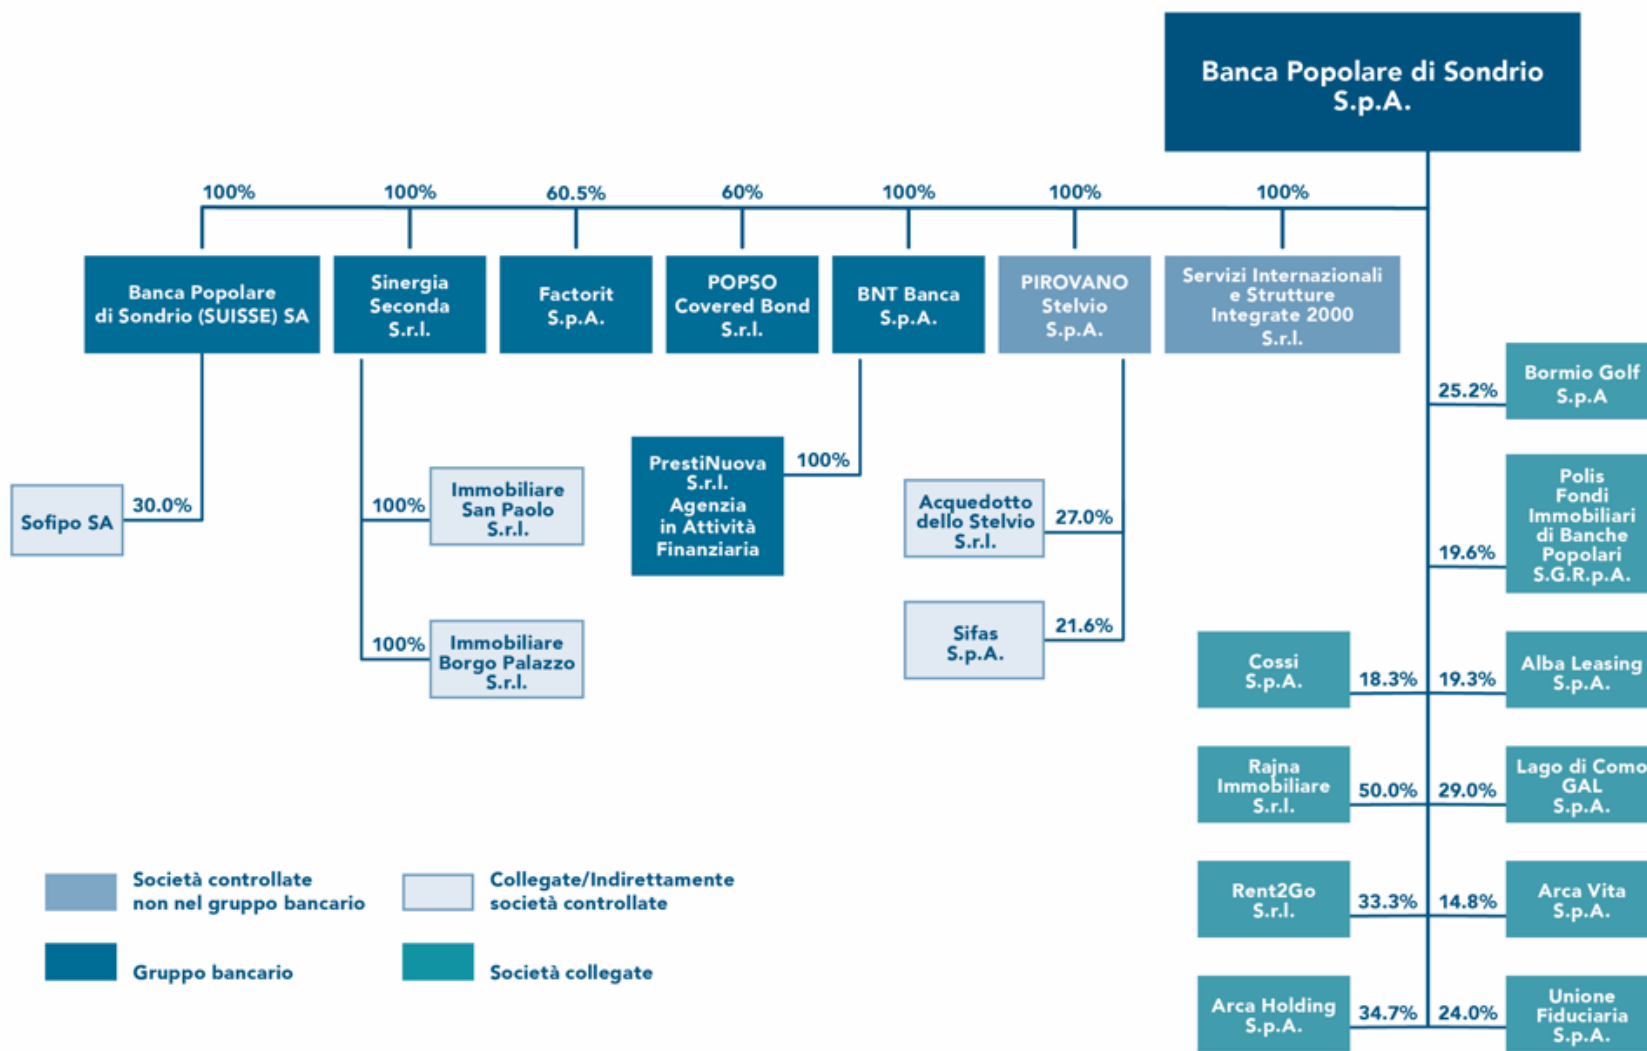 Banca Popolare di Sondrio
S.p.A.
100%
100%
60.5%
60%
100%
100%
100%
Banca Popolare
di Sondrio (SUISSE) SA
Sinergia
Seconda
S.r.l.
Factorit
S.p.A.
POPSO
Covered Bond
S.r.l.
BNT Banca
S.p.A.
PIROVANO
Stelvio
S.p.A.
Servizi Internazionali
e Strutture
Integrate 2000
S.r.l.
25.2%
Bormio Golf
S.p.A
Sofipo SA
30.0%
100%
Immobiliare
San Paolo
S.r.l.
PrestiNuova
S.r.l.
Agenzia
in Attività
Finanziaria
100%
Acquedotto
dello Stelvio
S.r.l.
27.0%
19.6%
Polis
Fondi
Immobiliari
di Banche
Popolari
S.G.R.p.A.
100%
Immobiliare
Borgo Palazzo
S.r.l.
Sifas
S.p.A.
21.6%
Cossi
S.p.A.
18.3%
19.3%
Alba Leasing
S.p.A.
Rajna
Immobiliare
S.r.l.
50.0%
29.0%
Lago di Como
GAL
S.p.A.
Rent2Go
S.r.l.
33.3%
14.8%
Arca Vita
S.p.A.
Arca Holding
S.p.A.
34.7%
24.0%
Unione
Fiduciaria
S.p.A.
Società controllate
non nel gruppo bancario
Collegate/Indirettamente
società controllate
Gruppo bancario
Società collegate